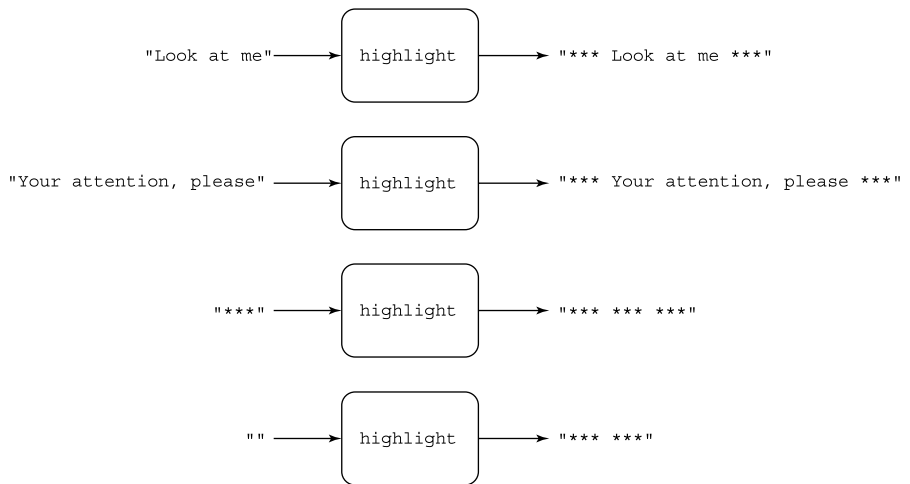 "Look at me" highlight "*** Look at me ***"
"Your attention, please" highlight "*** Your attention, please ***"
"***" highlight "*** *** ***"
"" highlight "*** ***"